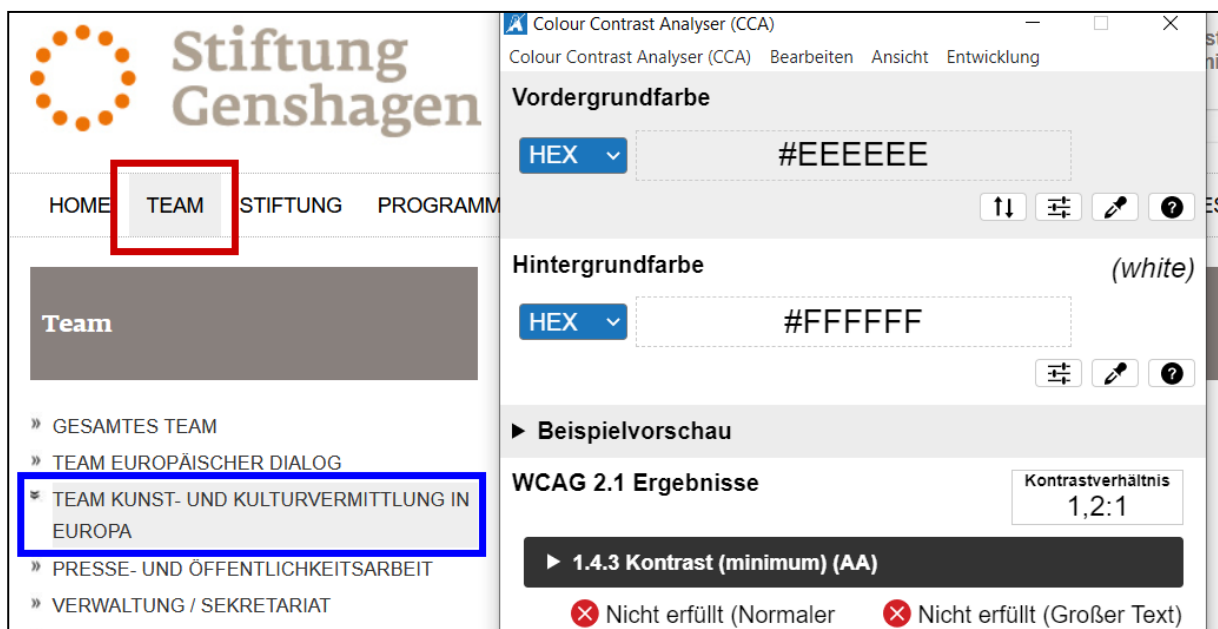 Stiftung
Genshagen
HOME TEAM STIFTUNG PROGRAMM
Team
GESAMTES TEAM
TEAM EUROPÄISCHER DIALOG
TEAM KUNST- UND KULTURVERMITTLUNG IN
EUROPA
PRESSE- UND ÖFFENTLICHKEITSARBEIT
VERWALTUNG / SEKRETARIAT
Colour Contrast Analyser (CCA)
Colour Contrast Analyser (CCA) Bearbeiten Ansicht Entwicklung
Vordergrundfarbe
HEX #EEEEEE
Hintergrundfarbe (white)
HEX #FFFFFF
Beispielvorschau
WCAG 2.1 Ergebnisse
Kontrastverhältnis
1,2:1
1.4.3 Kontrast (minimum) (AA)
Nicht erfüllt (Normaler Nicht erfüllt (Großer Text)